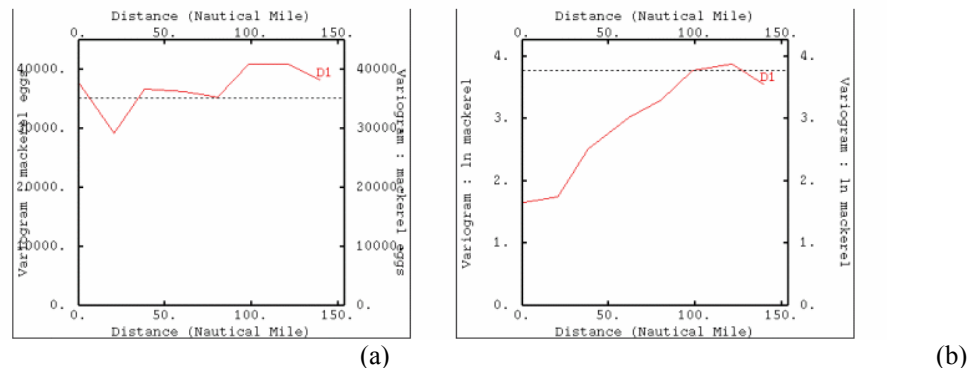 Distance (Nautical Mile)
0. 50. 100. 150.
40000. 40000.
30000. 30000.
20000. 20000.
10000. 10000.
0. 0.
Variogram : mackerel eggs
Variogram : mackerel eggs
D1
0. 50. 100. 150.
Distance (Nautical Mile)
(a)
Distance (Nautical Mile)
0. 50. 100. 150.
4. 4.
3. 3.
2. 2.
1. 1.
0. 0.
Variogram : ln mackerel
Variogram : ln mackerel
D1
0. 50. 100. 150.
Distance (Nautical Mile)
(b)